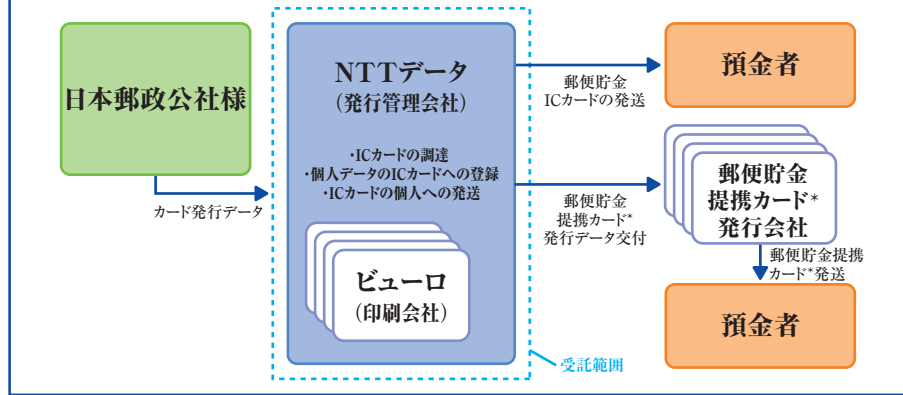 日本郵政公社様
カード発行データ
NTTデータ
（発行管理会社）
・ICカードの調達
・個人データのICカードへの登録
・ICカードの個人への発送
ビューロ
（印刷会社）
受託範囲
郵便貯金
ICカードの発送
預金者
郵便貯金
提携カード*
発行データ交付
郵便貯金
提携カード*
発行会社
郵便貯金提携
カード*発送
預金者